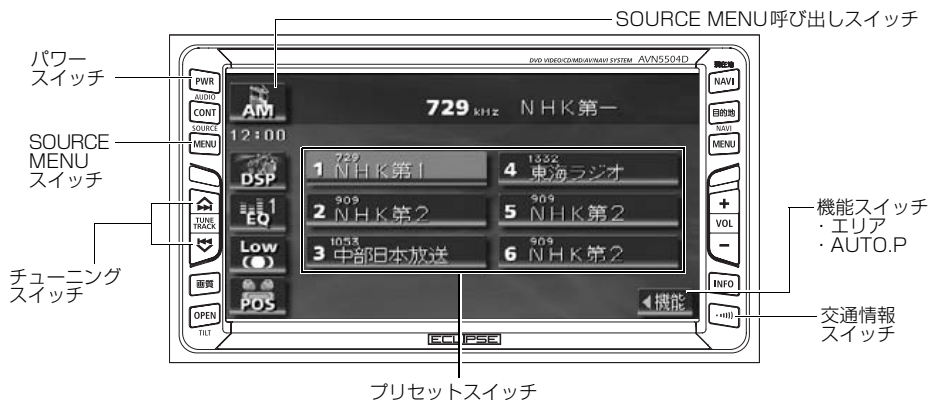 SOURCE MENU呼び出しスイッチ
パワー
スイッチ
SOURCE
MENU
スイッチ
チューニング
スイッチ
DVD VIDEO/CD/MD/AV/NAVI SYSTEM AVN5504D
PWR
AUDIO
CONT
SOURCE
MENU
TUNE
TRACK
画質
OPEN
TILT
AM
729 kHz NHK第一
12:00
DSP
EQ 1
Low
POS
1 729 NHK第1
2 909 NHK第2
3 1053 中部日本放送
4 1332 東海ラジオ
5 909 NHK第2
6 909 NHK第2
◀機能
ECLIPSE
現在地
NAVI
目的地
NAVI
MENU
+
VOL
−
INFO
機能スイッチ
・エリア
・AUTO.P
交通情報
スイッチ
プリセットスイッチ